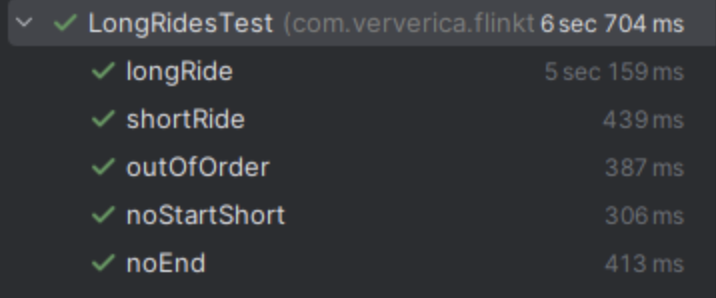 LongRidesTest (com.ververica.flinkt 6 sec 704 ms
longRide 5 sec 159 ms
shortRide 439 ms
outOfOrder 387 ms
noStartShort 306 ms
noEnd 413 ms